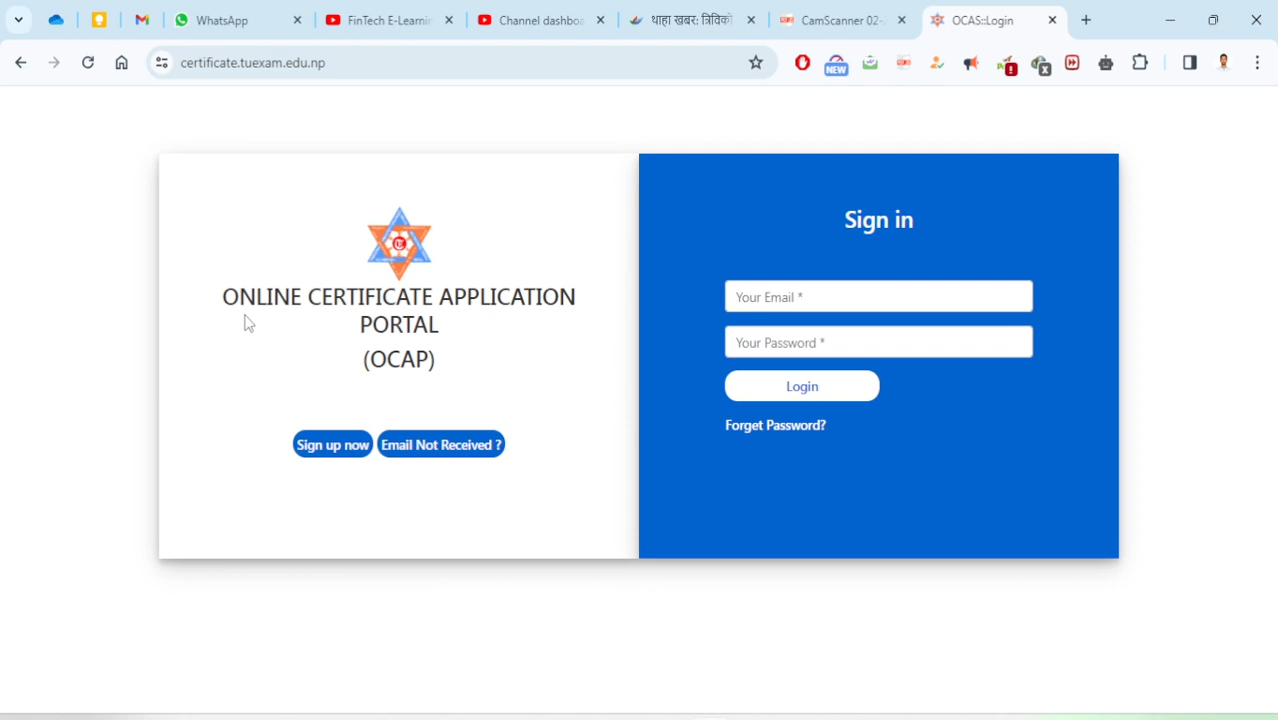 WhatsApp
FinTech E-Learni
Channel dashbo
थाहा खबर: त्रिविको
CamScanner 02-
OCAS::Login
certificate.tuexam.edu.np
NEW
ONLINE CERTIFICATE APPLICATION
PORTAL
(OCAP)
Sign up now
Email Not Received ?
Sign in
Your Email *
Your Password *
Login
Forget Password?